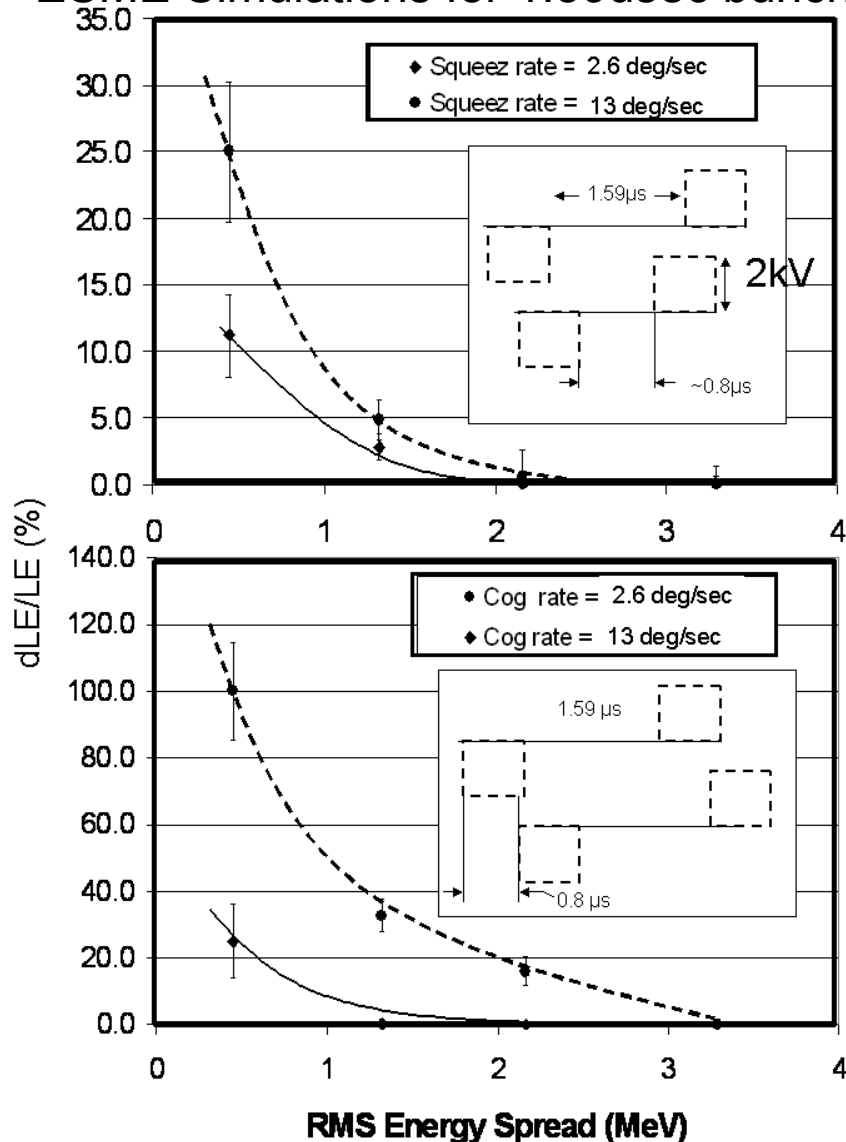 35.0
30.0
25.0
20.0
15.0
10.0
5.0
0.0
Squeez rate = 2.6 deg/sec
Squeez rate = 13 deg/sec
1.59µs
2kV
~0.8µs
0 1 2 3 4
dLE/LE (%)
140.0
120.0
100.0
80.0
60.0
40.0
20.0
0.0
Cog rate = 2.6 deg/sec
Cog rate = 13 deg/sec
1.59 µs
0.8 µs
0 1 2 3 4
RMS Energy Spread (MeV)